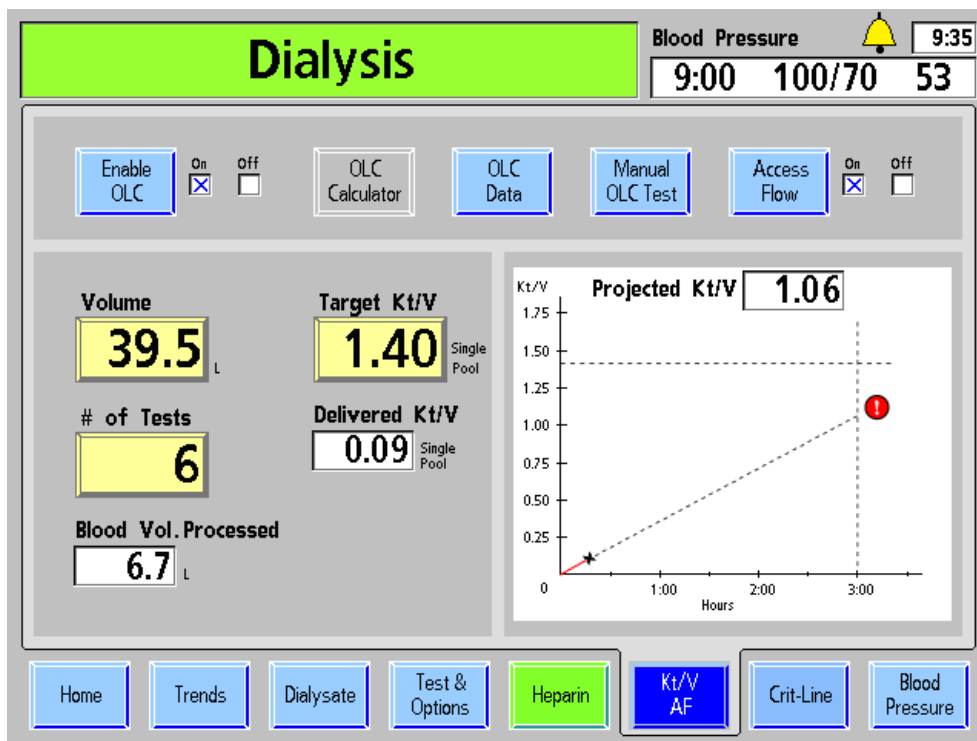 Dialysis
Blood Pressure
9:35
9:00 100/70 53
Enable
OLC
On
Off
OLC
Calculator
OLC
Data
Manual
OLC Test
Access
Flow
On
Off
Volume
39.5
L
Target Kt/V
1.40
Single
Pool
# of Tests
6
Delivered Kt/V
0.09
Single
Pool
Blood Vol.Processed
6.7
L
Kt/V
Projected Kt/V
1.06
1.75
1.50
1.25
1.00
0.75
0.50
0.25
!
0
1:00
2:00
3:00
Hours
Home
Trends
Dialysate
Test &
Options
Heparin
Kt/V
AF
Crit-Line
Blood
Pressure